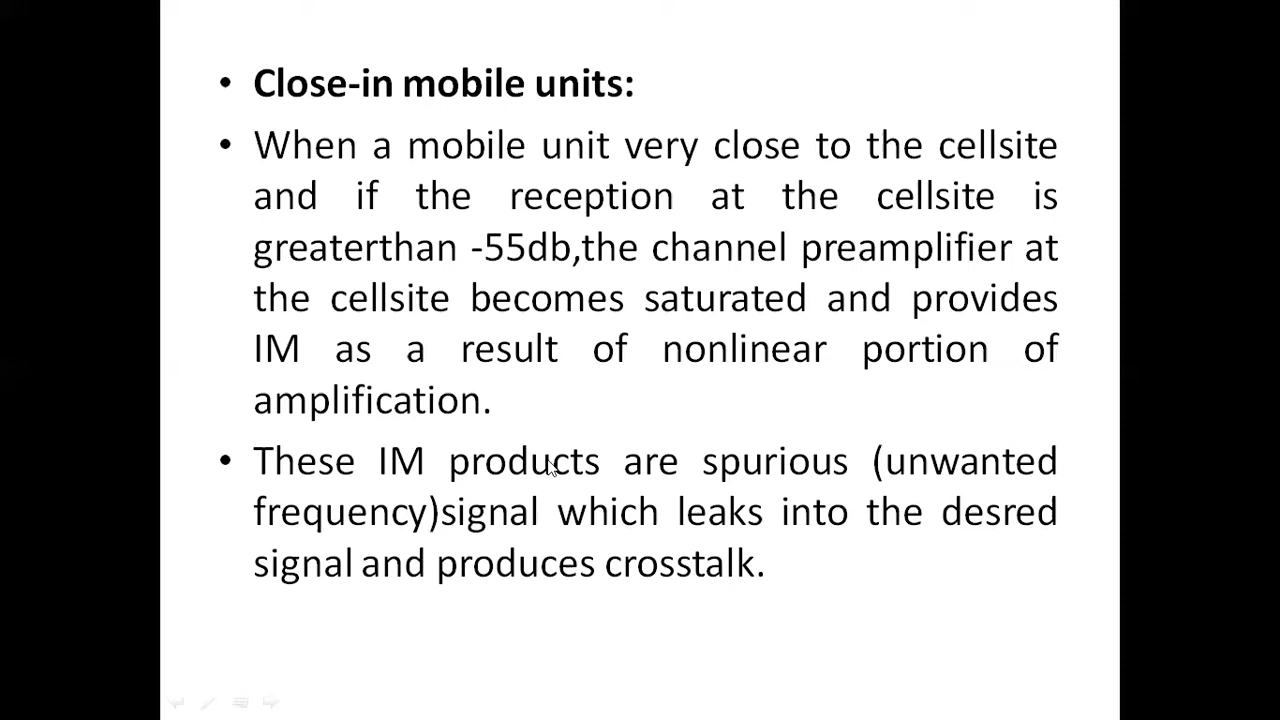 • Close-in mobile units:
• When a mobile unit very close to the cellsite
and if the reception at the cellsite is
greaterthan -55db,the channel preamplifier at
the cellsite becomes saturated and provides
IM as a result of nonlinear portion of
amplification.
• These IM products are spurious (unwanted
frequency)signal which leaks into the desred
signal and produces crosstalk.